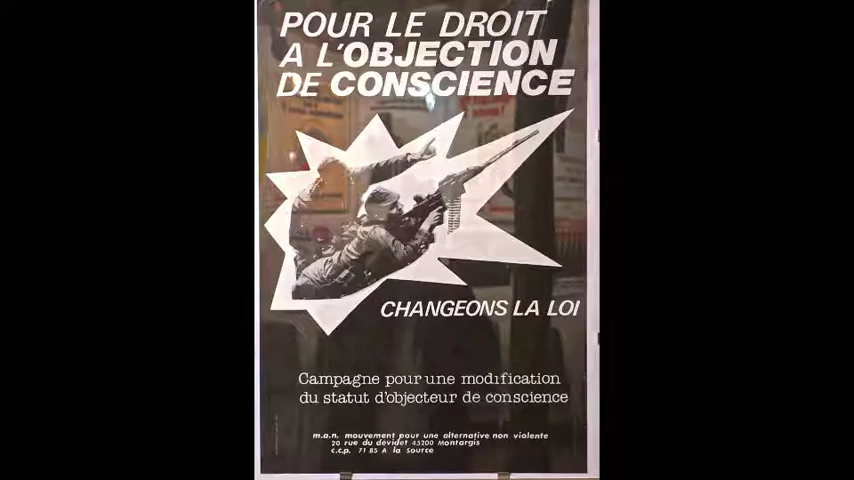 POUR LE DROIT
A L'OBJECTION
DE CONSCIENCE
CHANGEONS LA LOI
Campagne pour une modification
du statut d'objecteur de conscience
m.a.n. mouvement pour une alternative non violente
20 rue du dévidet 45200 Montargis
c.c.p. 71 85 A la source